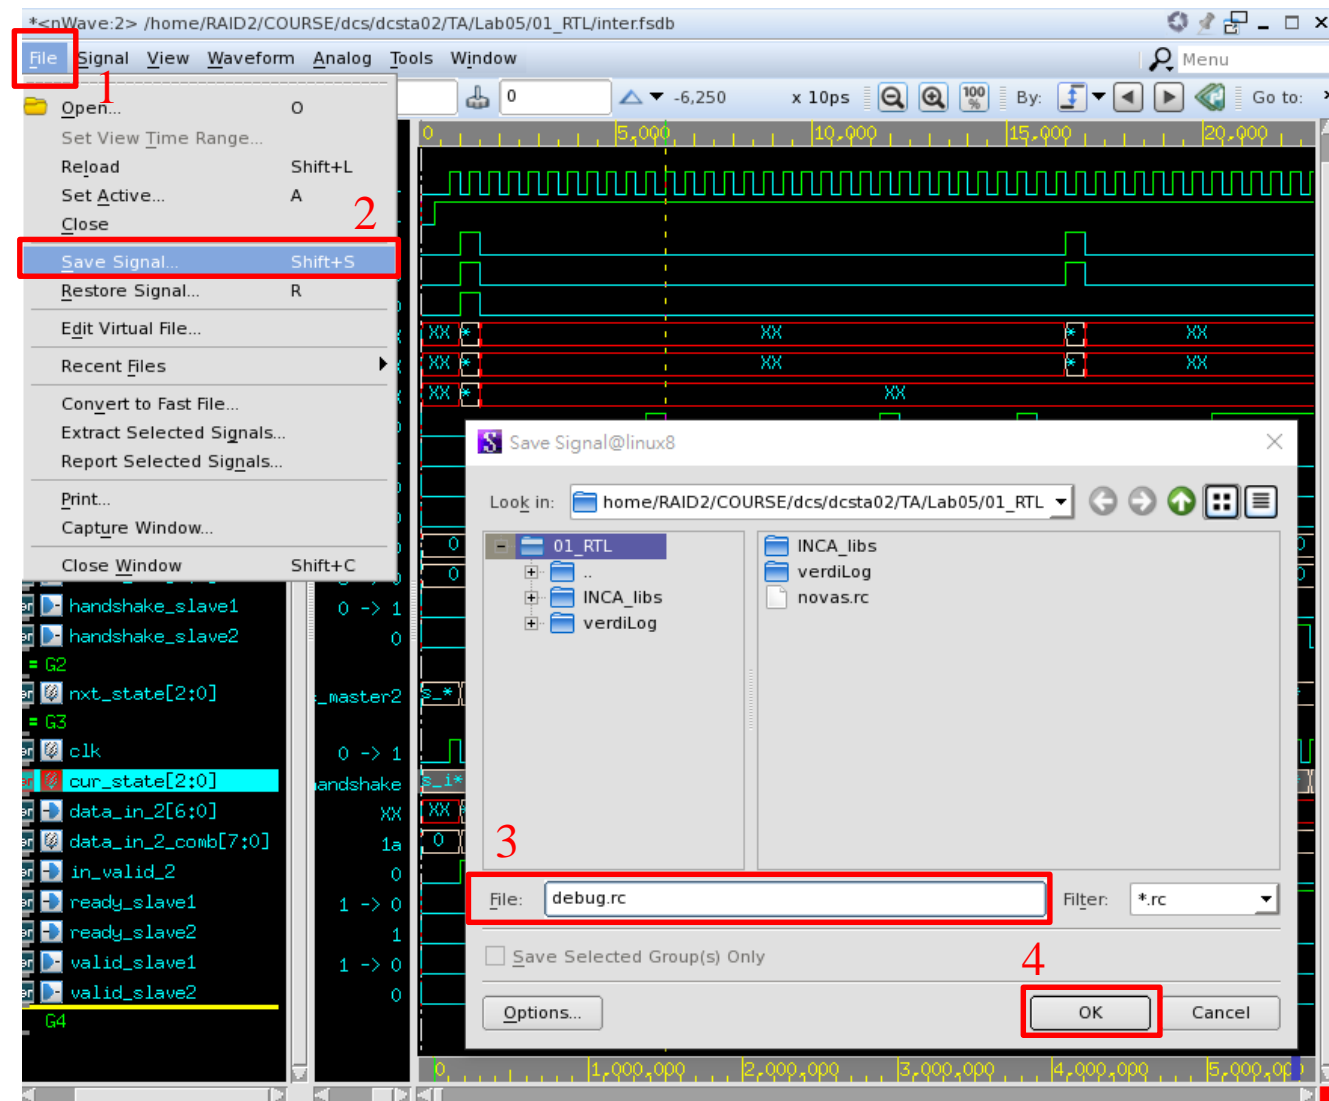 *<nWave:2> /home/RAID2/COURSE/dcs/dcsta02/TA/Lab05/01_RTL/inter.fsdb
File Signal View Waveform Analog Tools Window Menu
1
0 -6,250 x 10ps 100% By: Go to:
Open... O
Set View Time Range...
Reload Shift+L
Set Active... A
Close
2
Save Signal... Shift+S
Restore Signal... R
Edit Virtual File...
Recent Files
Convert to Fast File...
Extract Selected Signals...
Report Selected Signals...
Print...
Capture Window...
Close Window Shift+C
0 5,000 10,000 15,000 20,000
XX * XX * XX
XX * XX * XX
XX * XX
0
0
handshake_slave1 0 -> 1
handshake_slave2 0
= G2
nxt_state[2:0] _master2 s_*
= G3
clk 0 -> 1
cur_state[2:0] andshake s_i*
data_in_2[6:0] XX XX
data_in_2_comb[7:0] 1a 0
in_valid_2 0
ready_slave1 1 -> 0
ready_slave2 1
valid_slave1 1 -> 0
valid_slave2 0
G4
Save Signal@linux8
Look in: home/RAID2/COURSE/dcs/dcsta02/TA/Lab05/01_RTL
01_RTL
..
INCA_libs
verdiLog
INCA_libs
verdiLog
novas.rc
3
File: debug.rc Filter: *.rc
Save Selected Group(s) Only
4
Options... OK Cancel
0 1,000,000 2,000,000 3,000,000 4,000,000